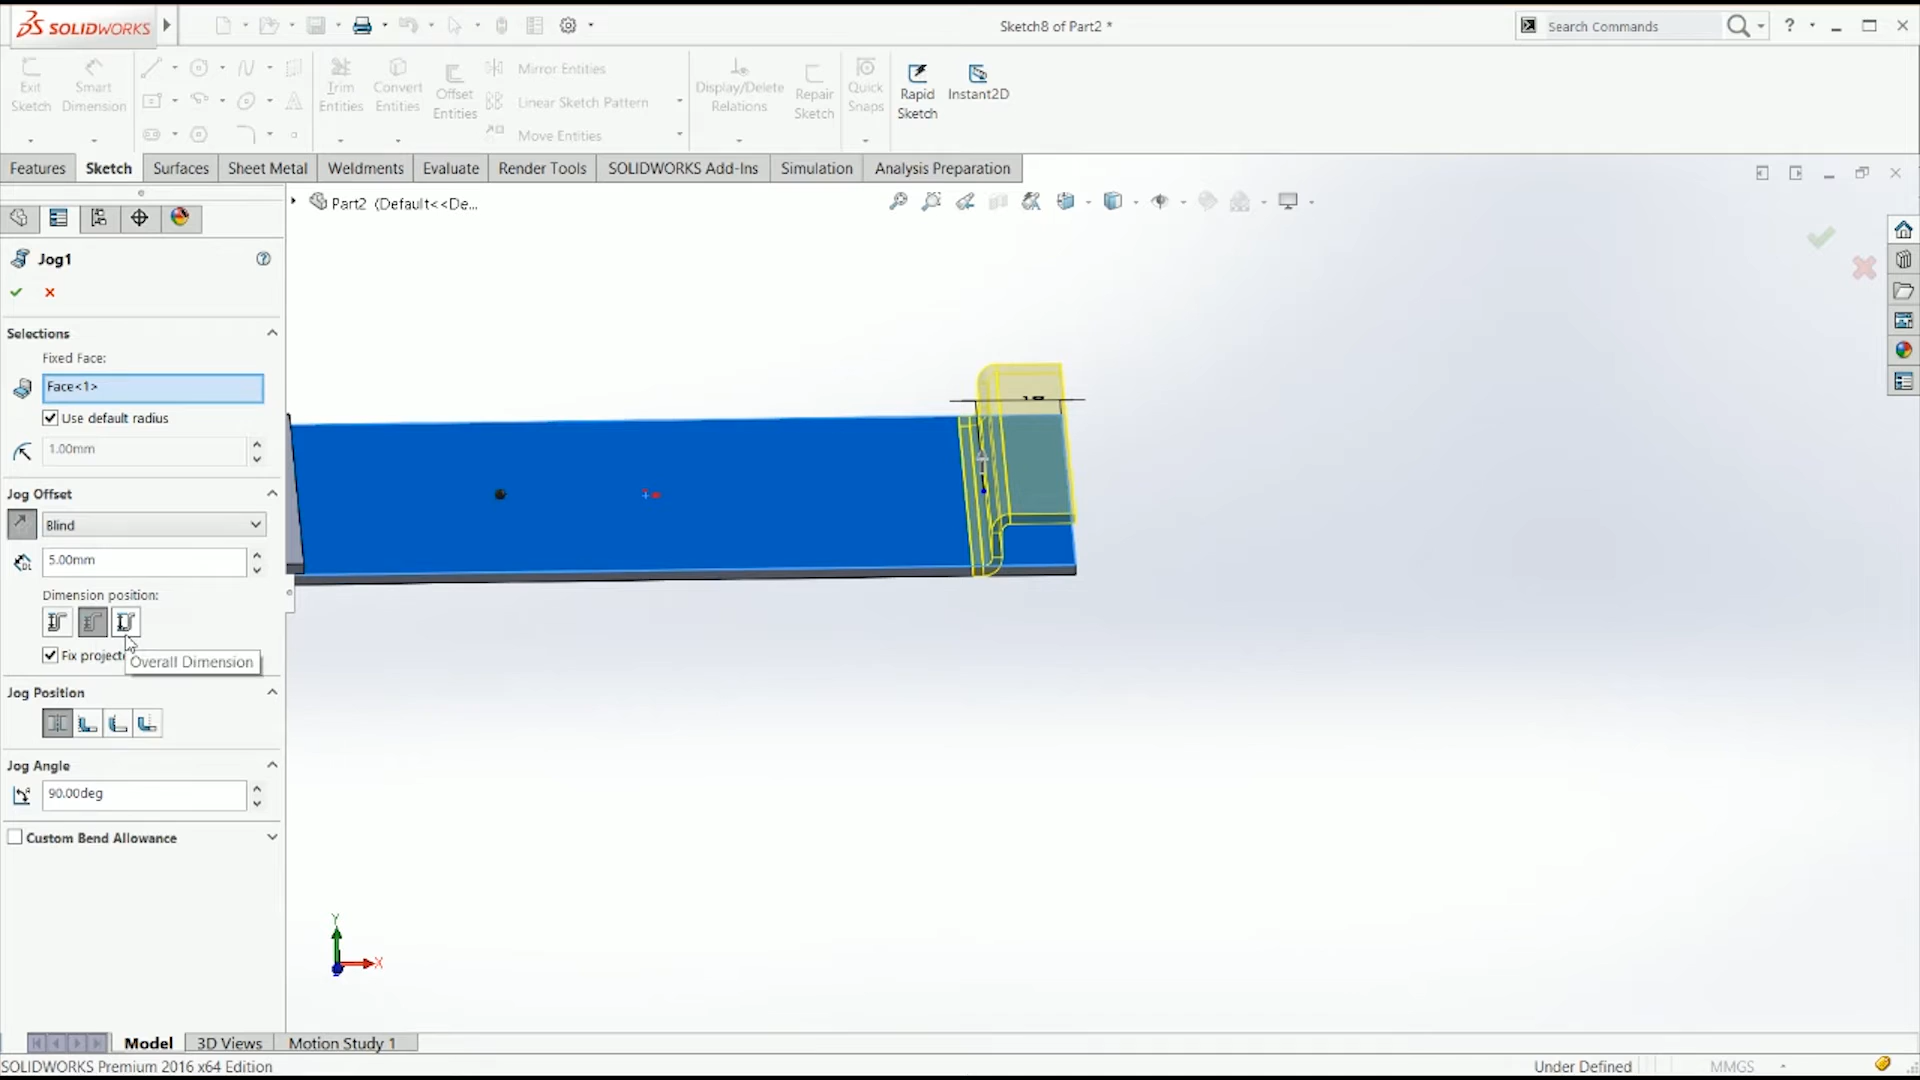 SOLIDWORKS
Sketch8 of Part2 *
Search Commands
?
Exit Sketch
Smart Dimension
Trim Entities
Convert Entities
Offset Entities
Mirror Entities
Linear Sketch Pattern
Move Entities
Display/Delete Relations
Repair Sketch
Quick Snaps
Rapid Sketch
Instant2D
Features
Sketch
Surfaces
Sheet Metal
Weldments
Evaluate
Render Tools
SOLIDWORKS Add-Ins
Simulation
Analysis Preparation
Part2 (Default<<De...
Jog1
Selections
Fixed Face:
Face<1>
Use default radius
1.00mm
Jog Offset
Blind
5.00mm
Dimension position:
Fix projecte
Overall Dimension
Jog Position
Jog Angle
90.00deg
Custom Bend Allowance
Y
X
Model
3D Views
Motion Study 1
SOLIDWORKS Premium 2016 x64 Edition
Under Defined
MMGS